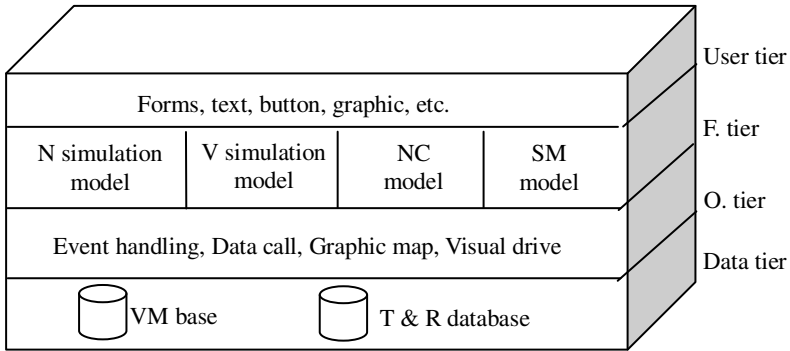 User tier
Forms, text, button, graphic, etc.
F. tier
N simulation
model
V simulation
model
NC
model
SM
model
O. tier
Event handling, Data call, Graphic map, Visual drive
Data tier
VM base
T & R database